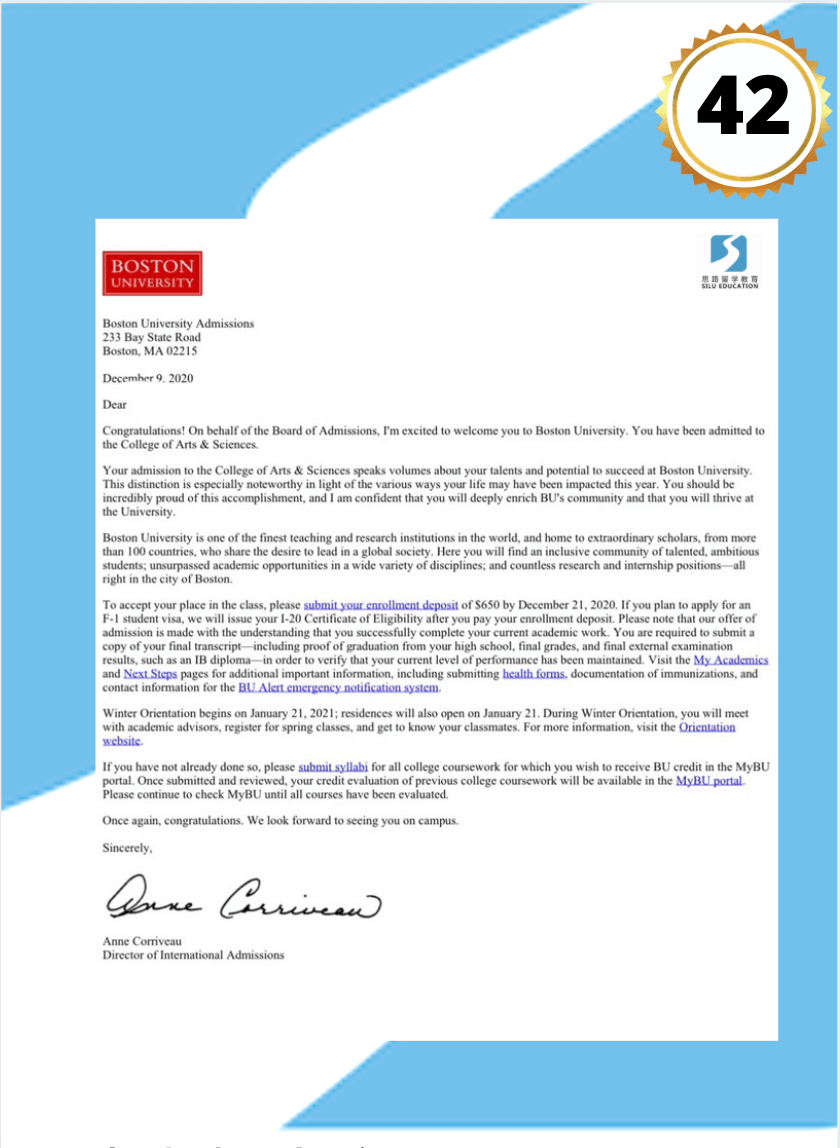 42
BOSTON
UNIVERSITY
思路留学教育
SILU EDUCATION
Boston University Admissions
233 Bay State Road
Boston, MA 02215
December 9. 2020
Dear
Congratulations! On behalf of the Board of Admissions, I'm excited to welcome you to Boston University. You have been admitted to
the College of Arts & Sciences.
Your admission to the College of Arts & Sciences speaks volumes about your talents and potential to succeed at Boston University.
This distinction is especially noteworthy in light of the various ways your life may have been impacted this year. You should be
incredibly proud of this accomplishment, and I am confident that you will deeply enrich BU's community and that you will thrive at
the University.
Boston University is one of the finest teaching and research institutions in the world, and home to extraordinary scholars, from more
than 100 countries, who share the desire to lead in a global society. Here you will find an inclusive community of talented, ambitious
students; unsurpassed academic opportunities in a wide variety of disciplines; and countless research and internship positions—all
right in the city of Boston.
To accept your place in the class, please submit your enrollment deposit of $650 by December 21, 2020. If you plan to apply for an
F-1 student visa, we will issue your I-20 Certificate of Eligibility after you pay your enrollment deposit. Please note that our offer of
admission is made with the understanding that you successfully complete your current academic work. You are required to submit a
copy of your final transcript—including proof of graduation from your high school, final grades, and final external examination
results, such as an IB diploma—in order to verify that your current level of performance has been maintained. Visit the My Academics
and Next Steps pages for additional important information, including submitting health forms, documentation of immunizations, and
contact information for the BU Alert emergency notification system.
Winter Orientation begins on January 21, 2021; residences will also open on January 21. During Winter Orientation, you will meet
with academic advisors, register for spring classes, and get to know your classmates. For more information, visit the Orientation
website.
If you have not already done so, please submit syllabi for all college coursework for which you wish to receive BU credit in the MyBU
portal. Once submitted and reviewed, your credit evaluation of previous college coursework will be available in the MyBU portal.
Please continue to check MyBU until all courses have been evaluated.
Once again, congratulations. We look forward to seeing you on campus.
Sincerely,
Anne Corriveau
Anne Corriveau
Director of International Admissions